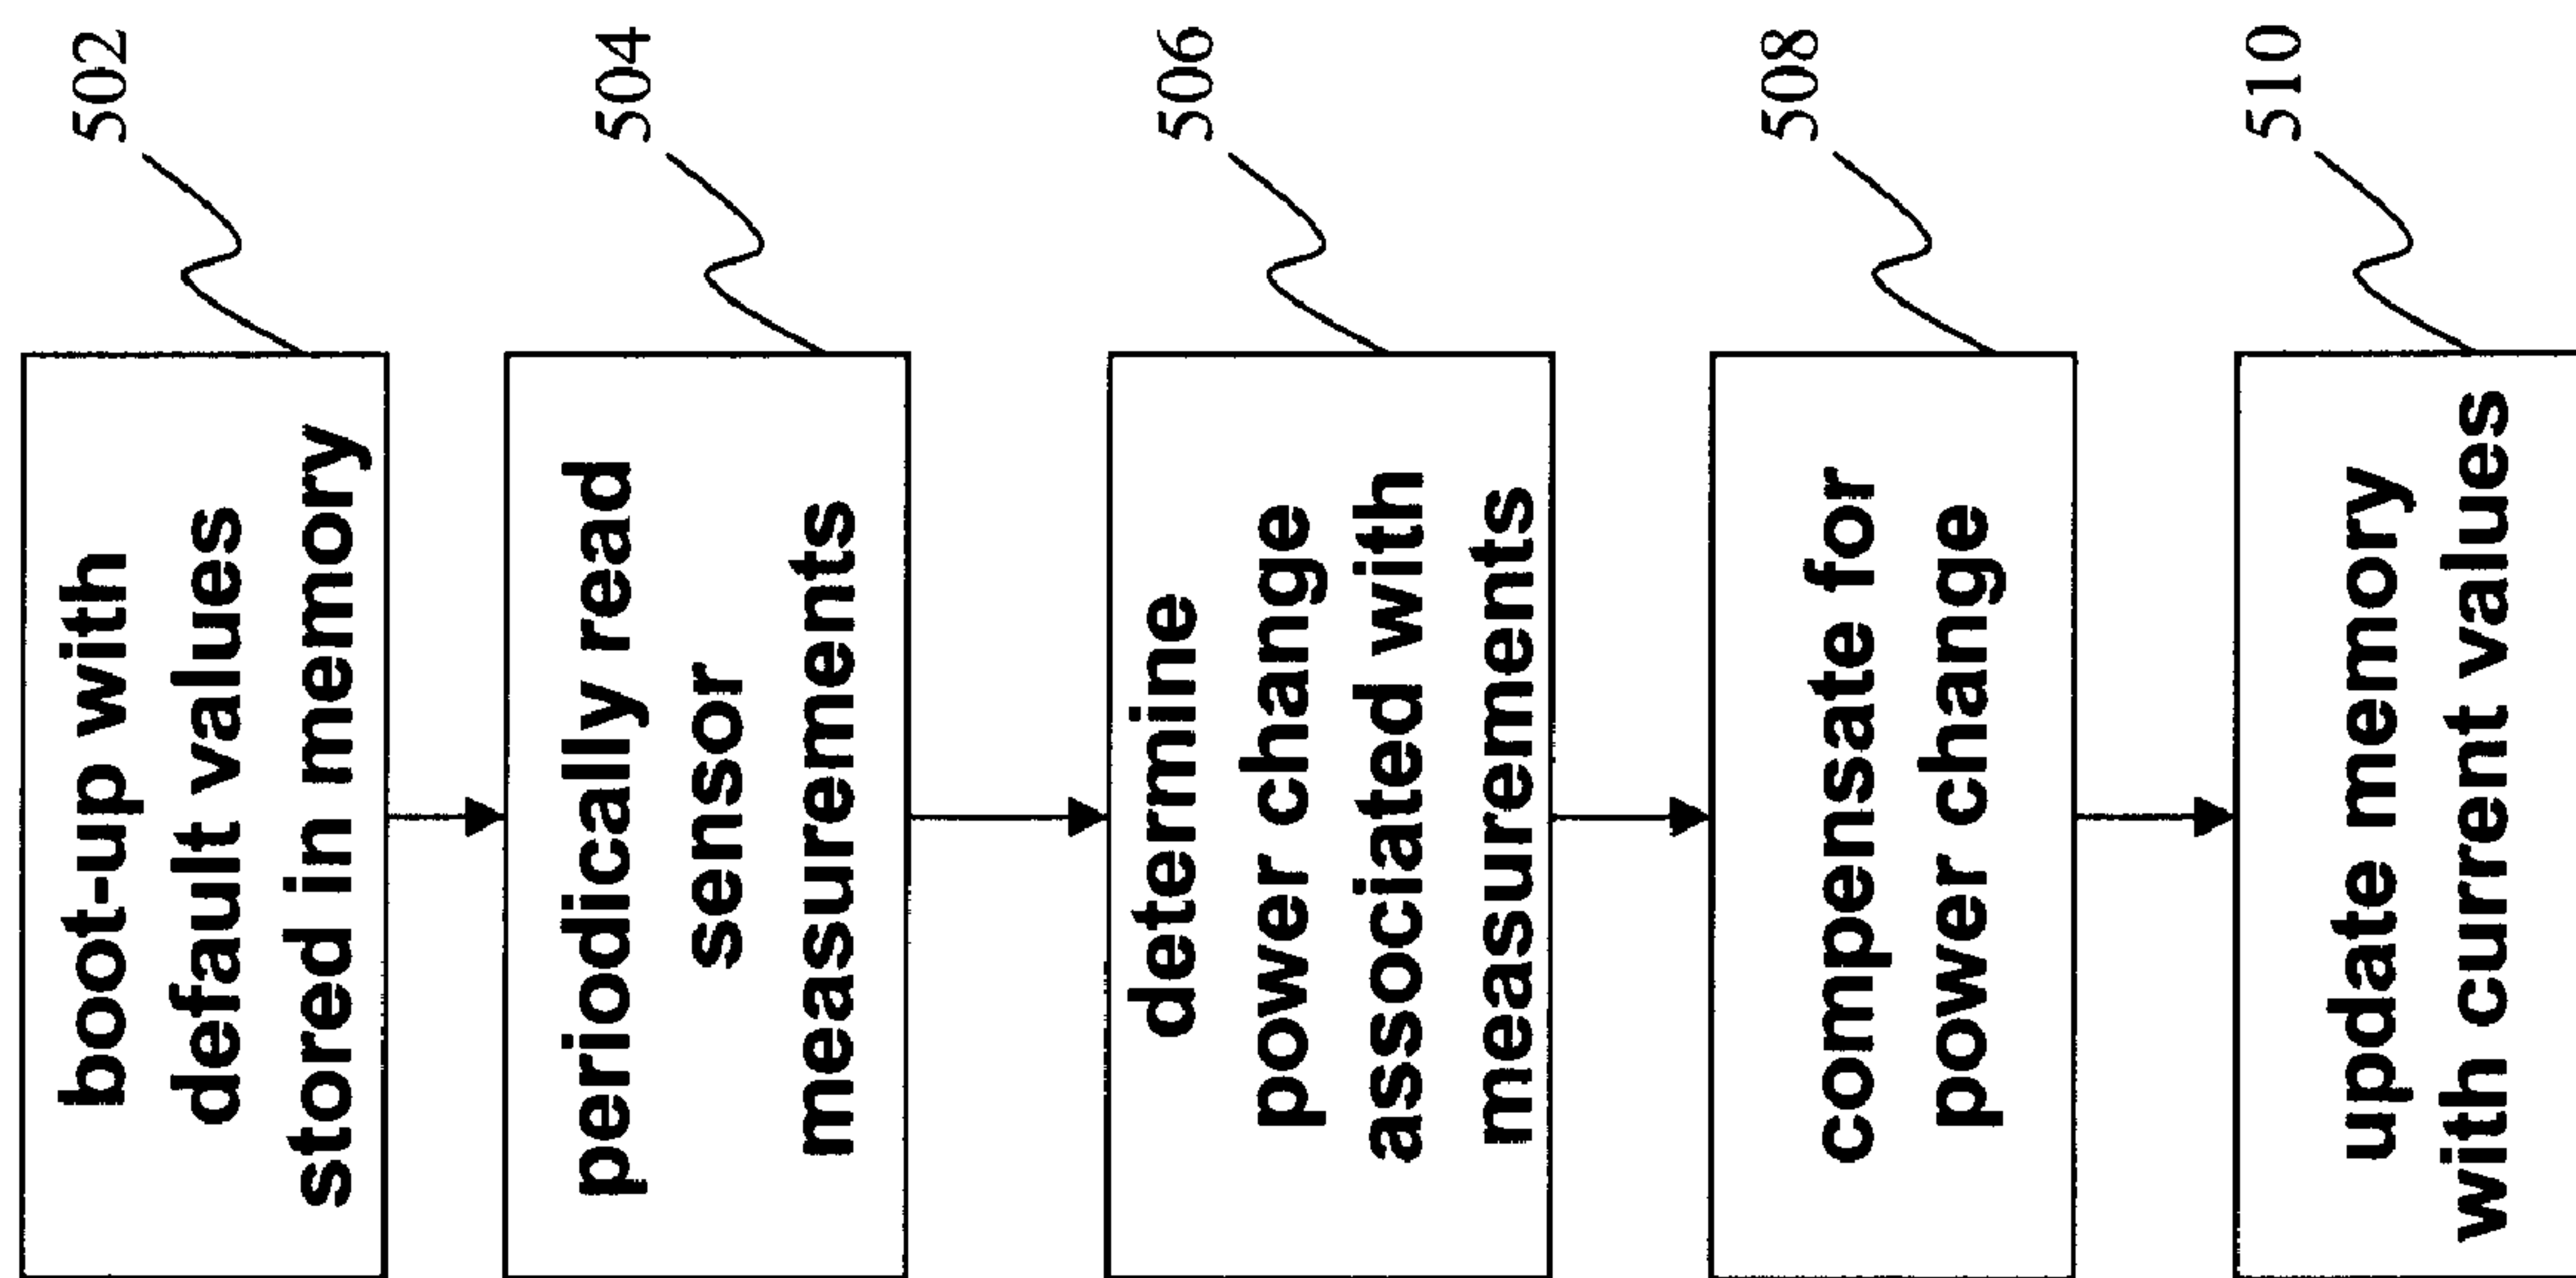 502
boot-up with
default values
stored in memory
504
periodically read
sensor
measurements
506
determine
power change
associated with
measurements
508
compensate for
power change
510
update memory
with current values